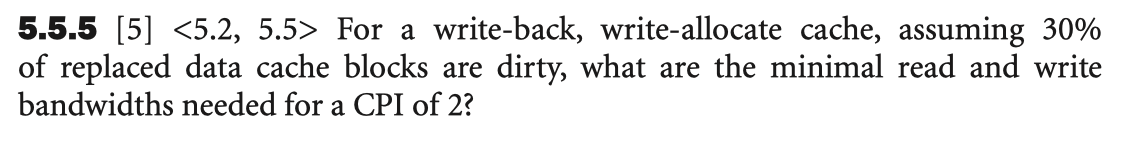 5.5.5 [5] <5.2, 5.5> For a write-back, write-allocate cache, assuming 30%
of replaced data cache blocks are dirty, what are the minimal read and write
bandwidths needed for a CPI of 2?